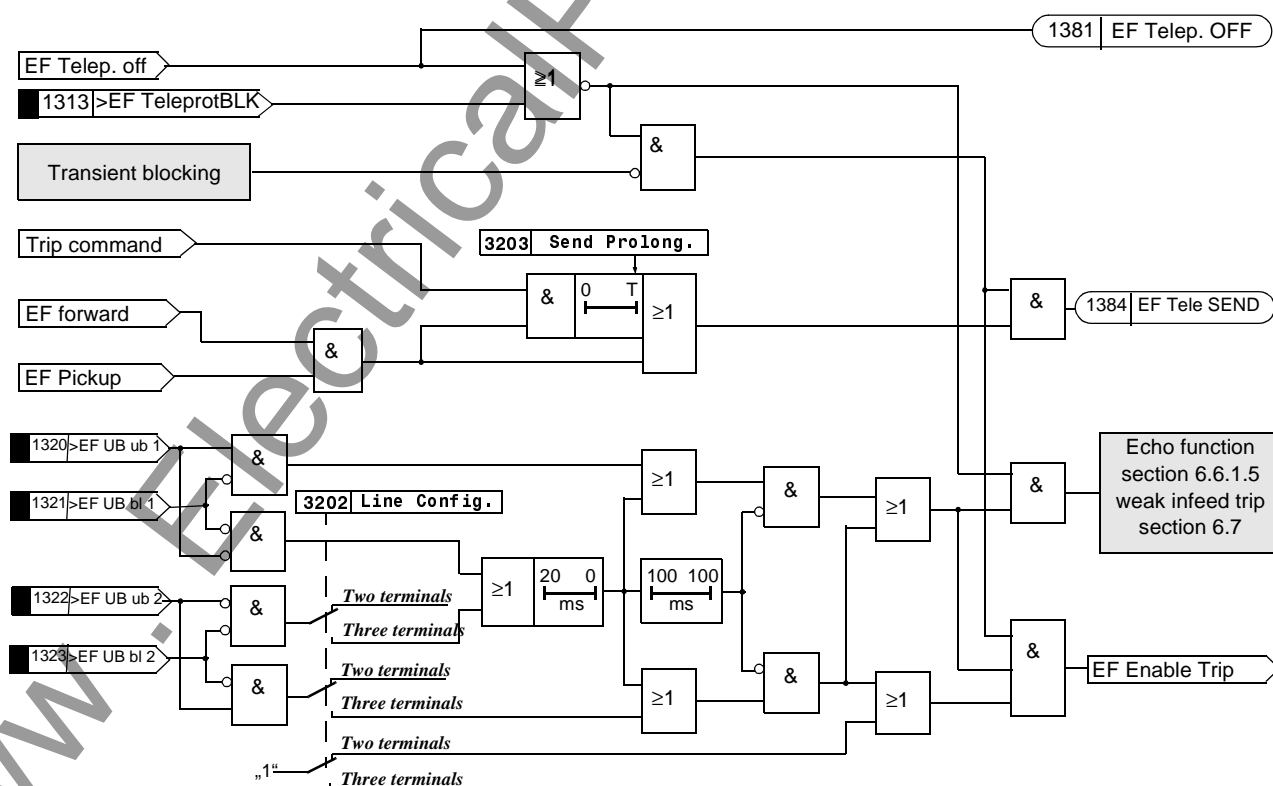 1381 EF Telep. OFF
EF Telep. off
≥1
1313 >EF TeleprotBLK
&
Transient blocking
Trip command
3203 Send Prolong.
& 0 T ≥1
&
1384 EF Tele SEND
EF forward
&
EF Pickup
1320 >EF UB ub 1
&
1321 >EF UB bl 1
&
3202 Line Config.
≥1
&
≥1
&
Echo function
section 6.6.1.5
weak infeed trip
section 6.7
≥1 20 0
ms
100 100
ms
1322 >EF UB ub 2
&
Two terminals
Three terminals
1323 >EF UB bl 2
&
Two terminals
Three terminals
≥1
&
≥1
&
EF Enable Trip
„1“
Two terminals
Three terminals
www.ElectricalP